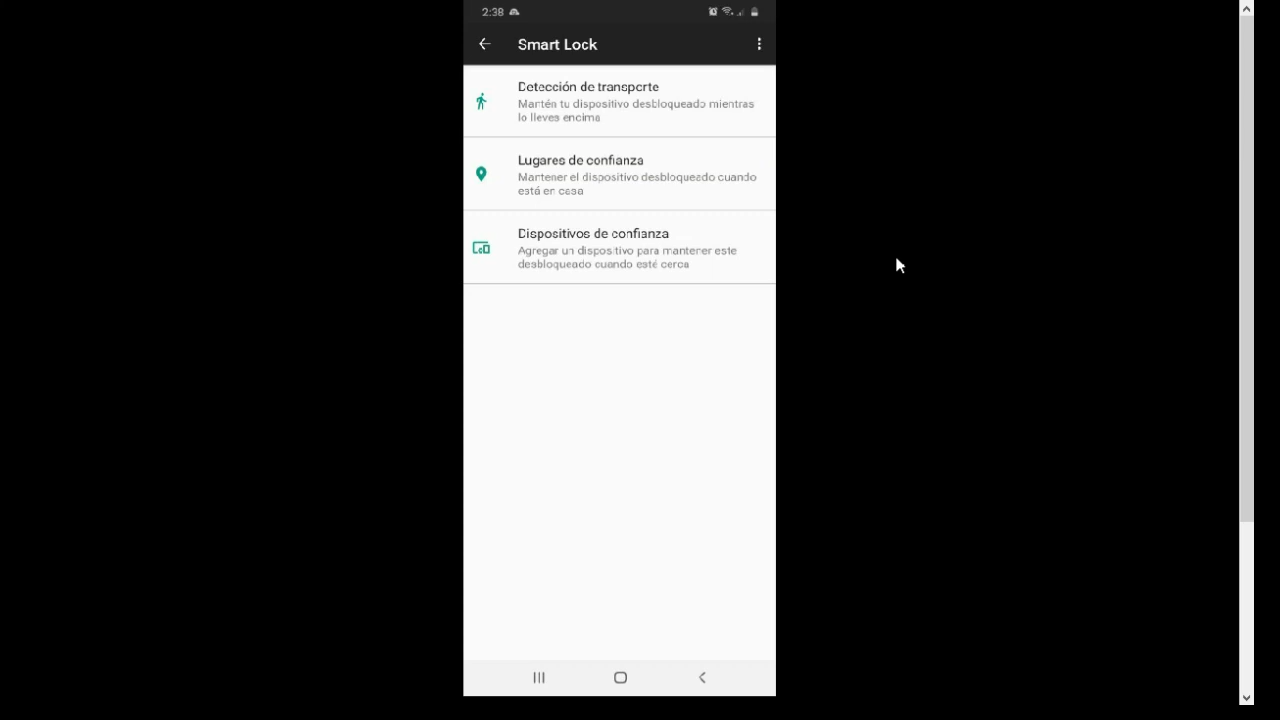 2:38
Smart Lock
Detección de transporte
Mantén tu dispositivo desbloqueado mientras
lo lleves encima
Lugares de confianza
Mantener el dispositivo desbloqueado cuando
está en casa
Dispositivos de confianza
Agregar un dispositivo para mantener este
desbloqueado cuando esté cerca